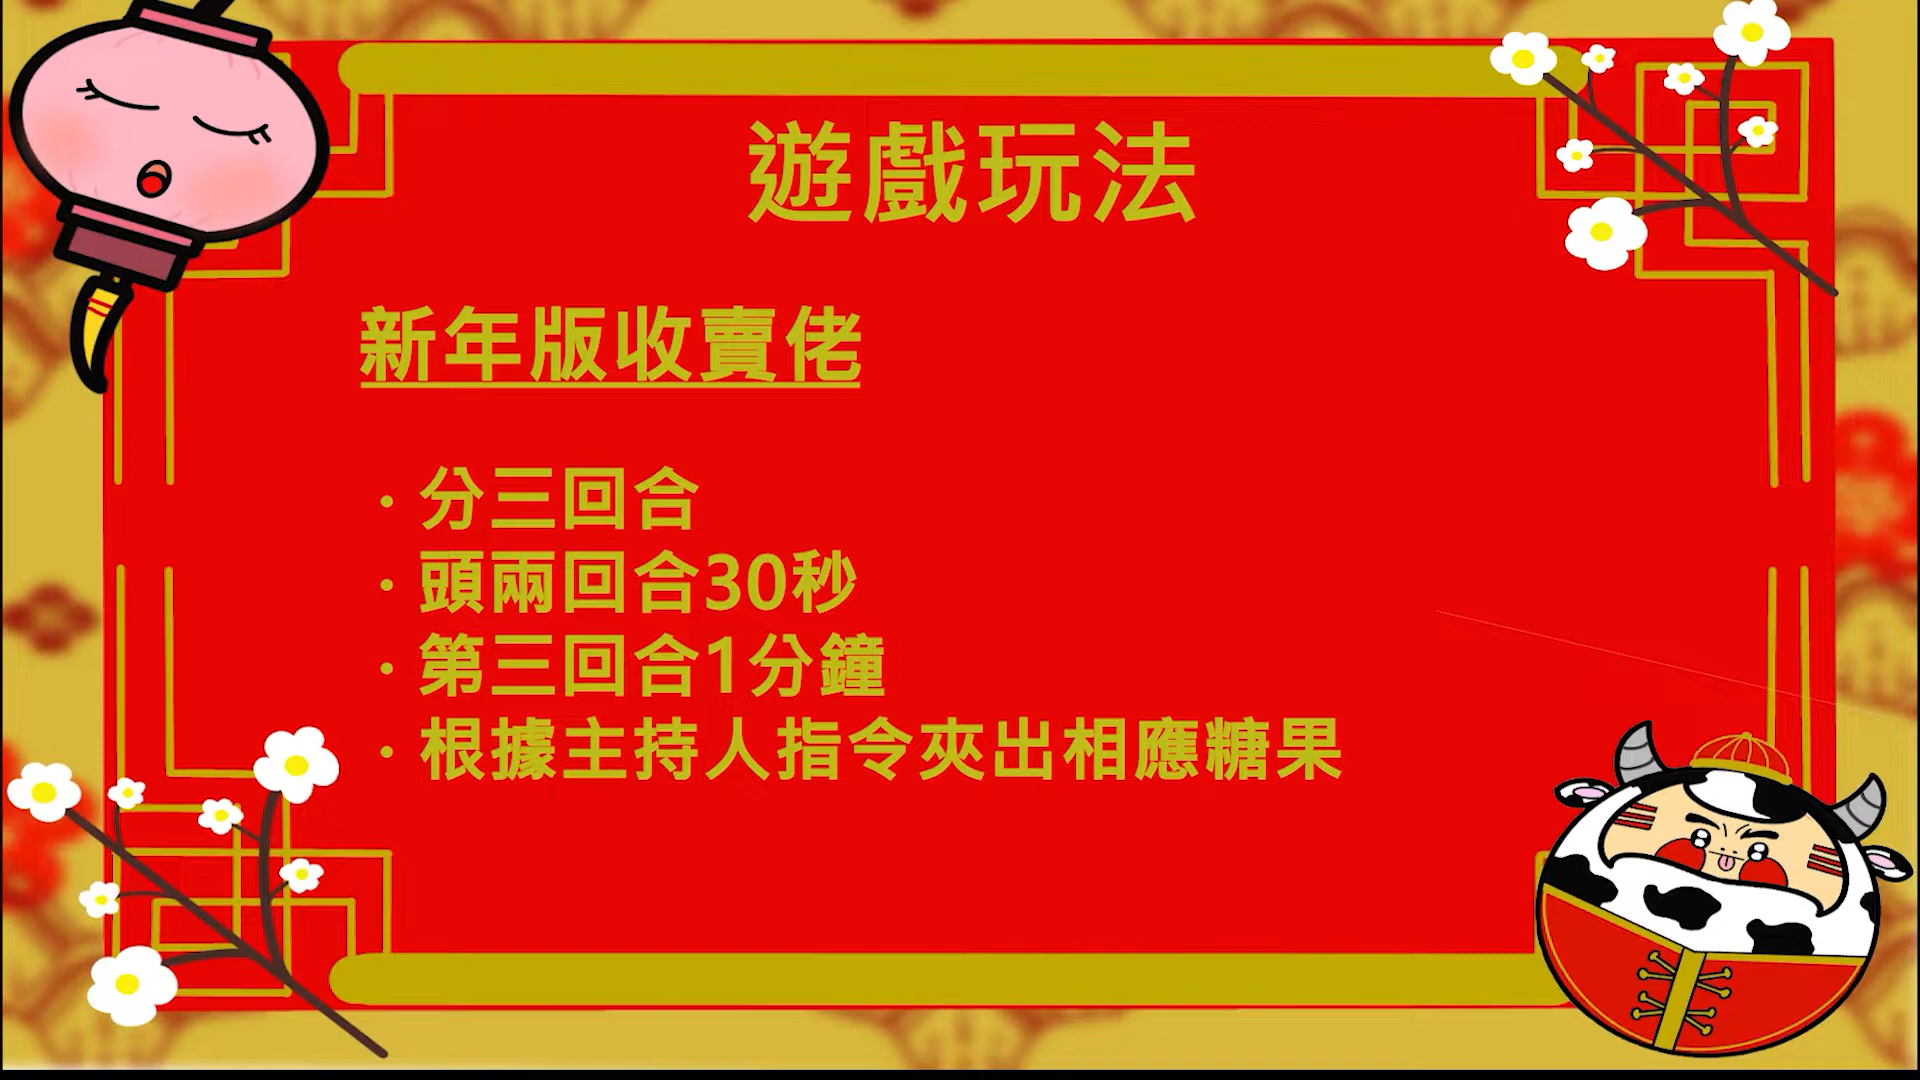 遊戲玩法
新年版收賣佬
· 分三回合
· 頭兩回合30秒
· 第三回合1分鐘
· 根據主持人指令夾出相應糖果